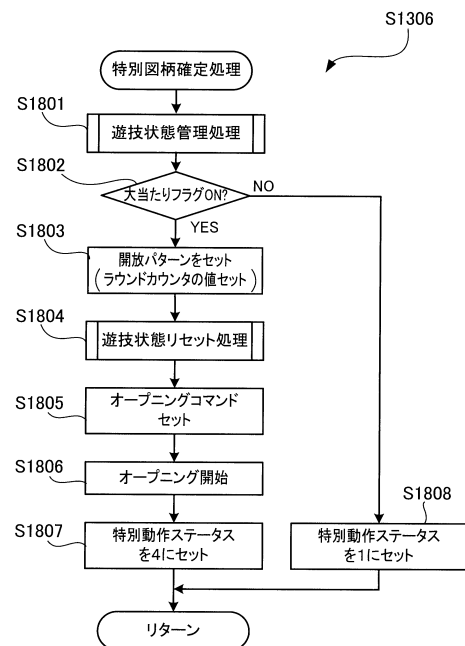 S1306
特別図柄確定処理
S1801
遊技状態管理処理
S1802
大当たりフラグON?
NO
YES
S1803
開放パターンをセット
(ラウンドカウンタの値セット)
S1804
遊技状態リセット処理
S1805
オープニングコマンド
セット
S1806
オープニング開始
S1807
特別動作ステータス
を4にセット
S1808
特別動作ステータス
を1にセット
リターン